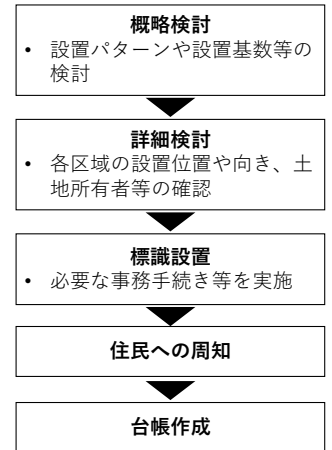 概略検討
• 設置パターンや設置基数等の
検討
詳細検討
• 各区域の設置位置や向き、土
地所有者等の確認
標識設置
• 必要な事務手続き等を実施
住民への周知
台帳作成